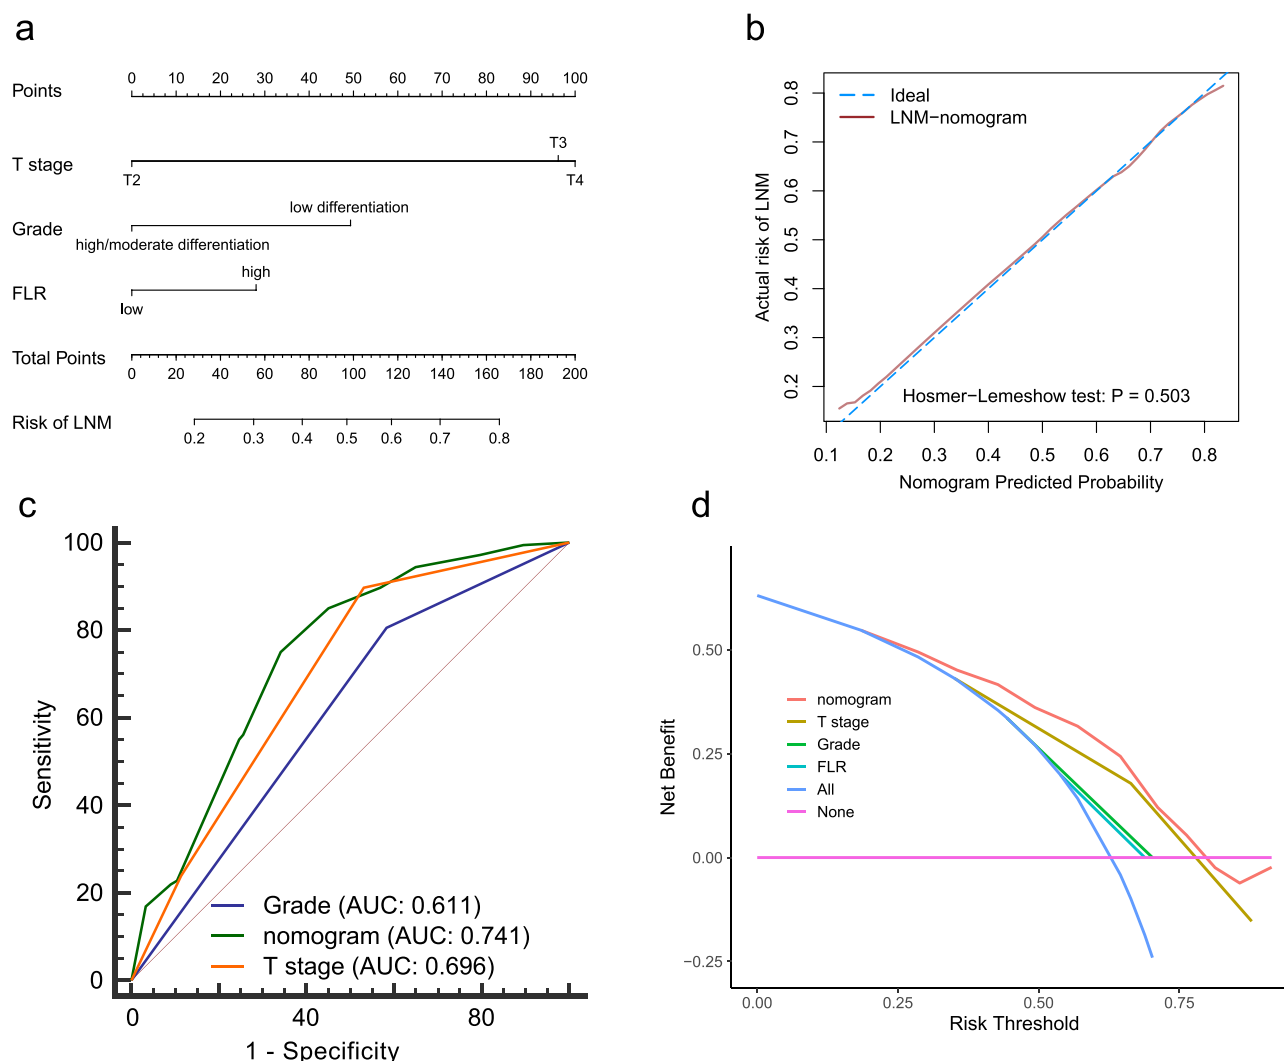 a
Points
0 10 20 30 40 50 60 70 80 90 100
T stage
T3
T2
T4
Grade
low differentiation
high/moderate differentiation
FLR
high
low
Total Points
0 20 40 60 80 100 120 140 160 180 200
Risk of LNM
0.2 0.3 0.4 0.5 0.6 0.7 0.8
b
Ideal
LNM-nomogram
Actual risk of LNM
0.2 0.3 0.4 0.5 0.6 0.7 0.8
Hosmer-Lemeshow test: P = 0.503
0.1 0.2 0.3 0.4 0.5 0.6 0.7 0.8
Nomogram Predicted Probability
c
Sensitivity
100
80
60
40
20
0
Grade (AUC: 0.611)
nomogram (AUC: 0.741)
T stage (AUC: 0.696)
0 40 80
1 - Specificity
d
Net Benefit
0.50
0.25
0.00
−0.25
nomogram
T stage
Grade
FLR
All
None
0.00 0.25 0.50 0.75
Risk Threshold